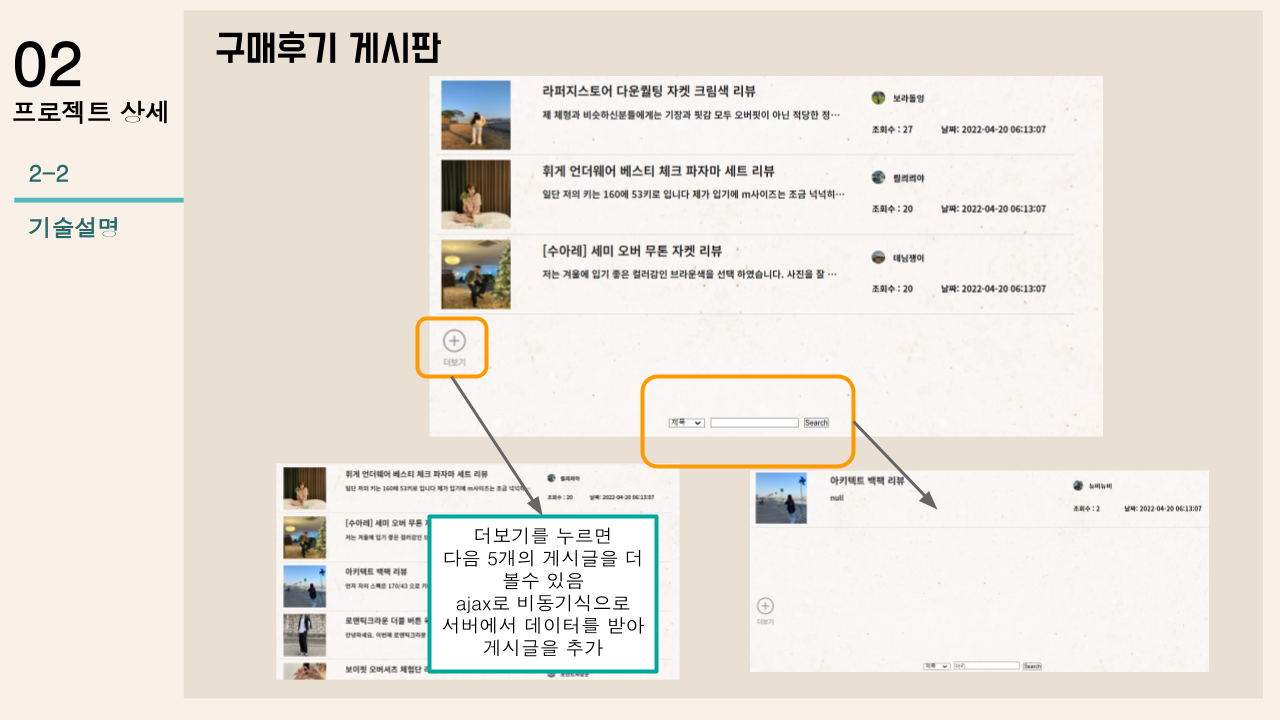 02
프로젝트 상세
2-2
기술설명
구매후기 게시판
라퍼지스토어 다운퀼팅 자켓 크림색 리뷰
보라돌잉
제 체형과 비슷하신분들에게는 기장과 핏감 모두 오버핏이 아닌 적당한 정…
조회수 : 27 날짜: 2022-04-20 06:13:07
휘게 언더웨어 베스티 체크 파자마 세트 리뷰
일단 저의 키는 160에 53키로 입니다 제가 입기에 m사이즈는 조금 넉넉히…
조회수 : 20 날짜: 2022-04-20 06:13:07
[수아레] 세미 오버 무톤 자켓 리뷰
데님쟁이
저는 겨울에 입기 좋은 컬러감인 브라운색을 선택 하였습니다. 사진을 잘 …
조회수 : 20 날짜: 2022-04-20 06:13:07
더보기
제목 Search
휘게 언더웨어 베스티 체크 파자마 세트 리뷰
일단 저의 키는 160에 53키로 입니다 제가 입기에 m사이즈는 조금 넉넉히…
조회수 : 20 날짜: 2022-04-20 06:13:07
[수아레] 세미 오버 무톤
저는 겨울에 입기 좋은 컬러감인
아키텍트 백팩 리뷰
먼저 저의 스펙은 170/43 으로
로맨틱크라운 더블 버튼
안녕하세요. 이번에 로맨틱크라운
보이핏 오버셔츠 체험단
더보기를 누르면
다음 5개의 게시글을 더
볼수 있음
ajax로 비동기식으로
서버에서 데이터를 받아
게시글을 추가
아키텍트 백팩 리뷰
뉴비뉴비
null
조회수 : 2 날짜: 2022-04-20 06:13:07
더보기
제목 아키 Search